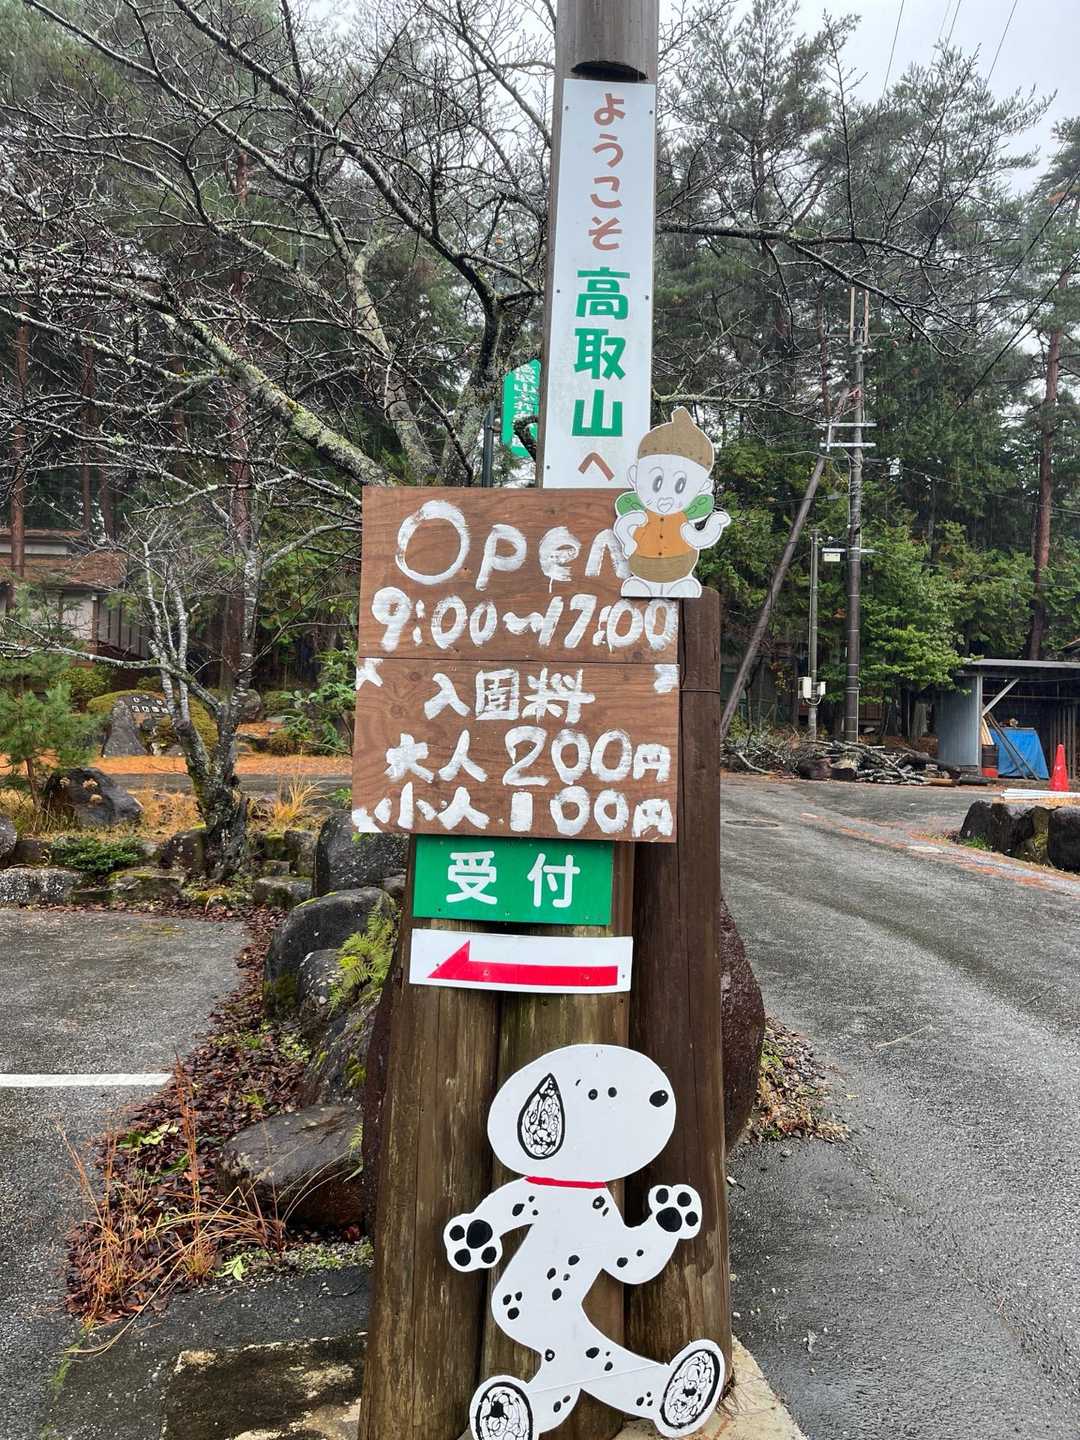 ようこそ高取山へ
Open
9:00～17:00
入園料
大人 200円
小人 100円
受付